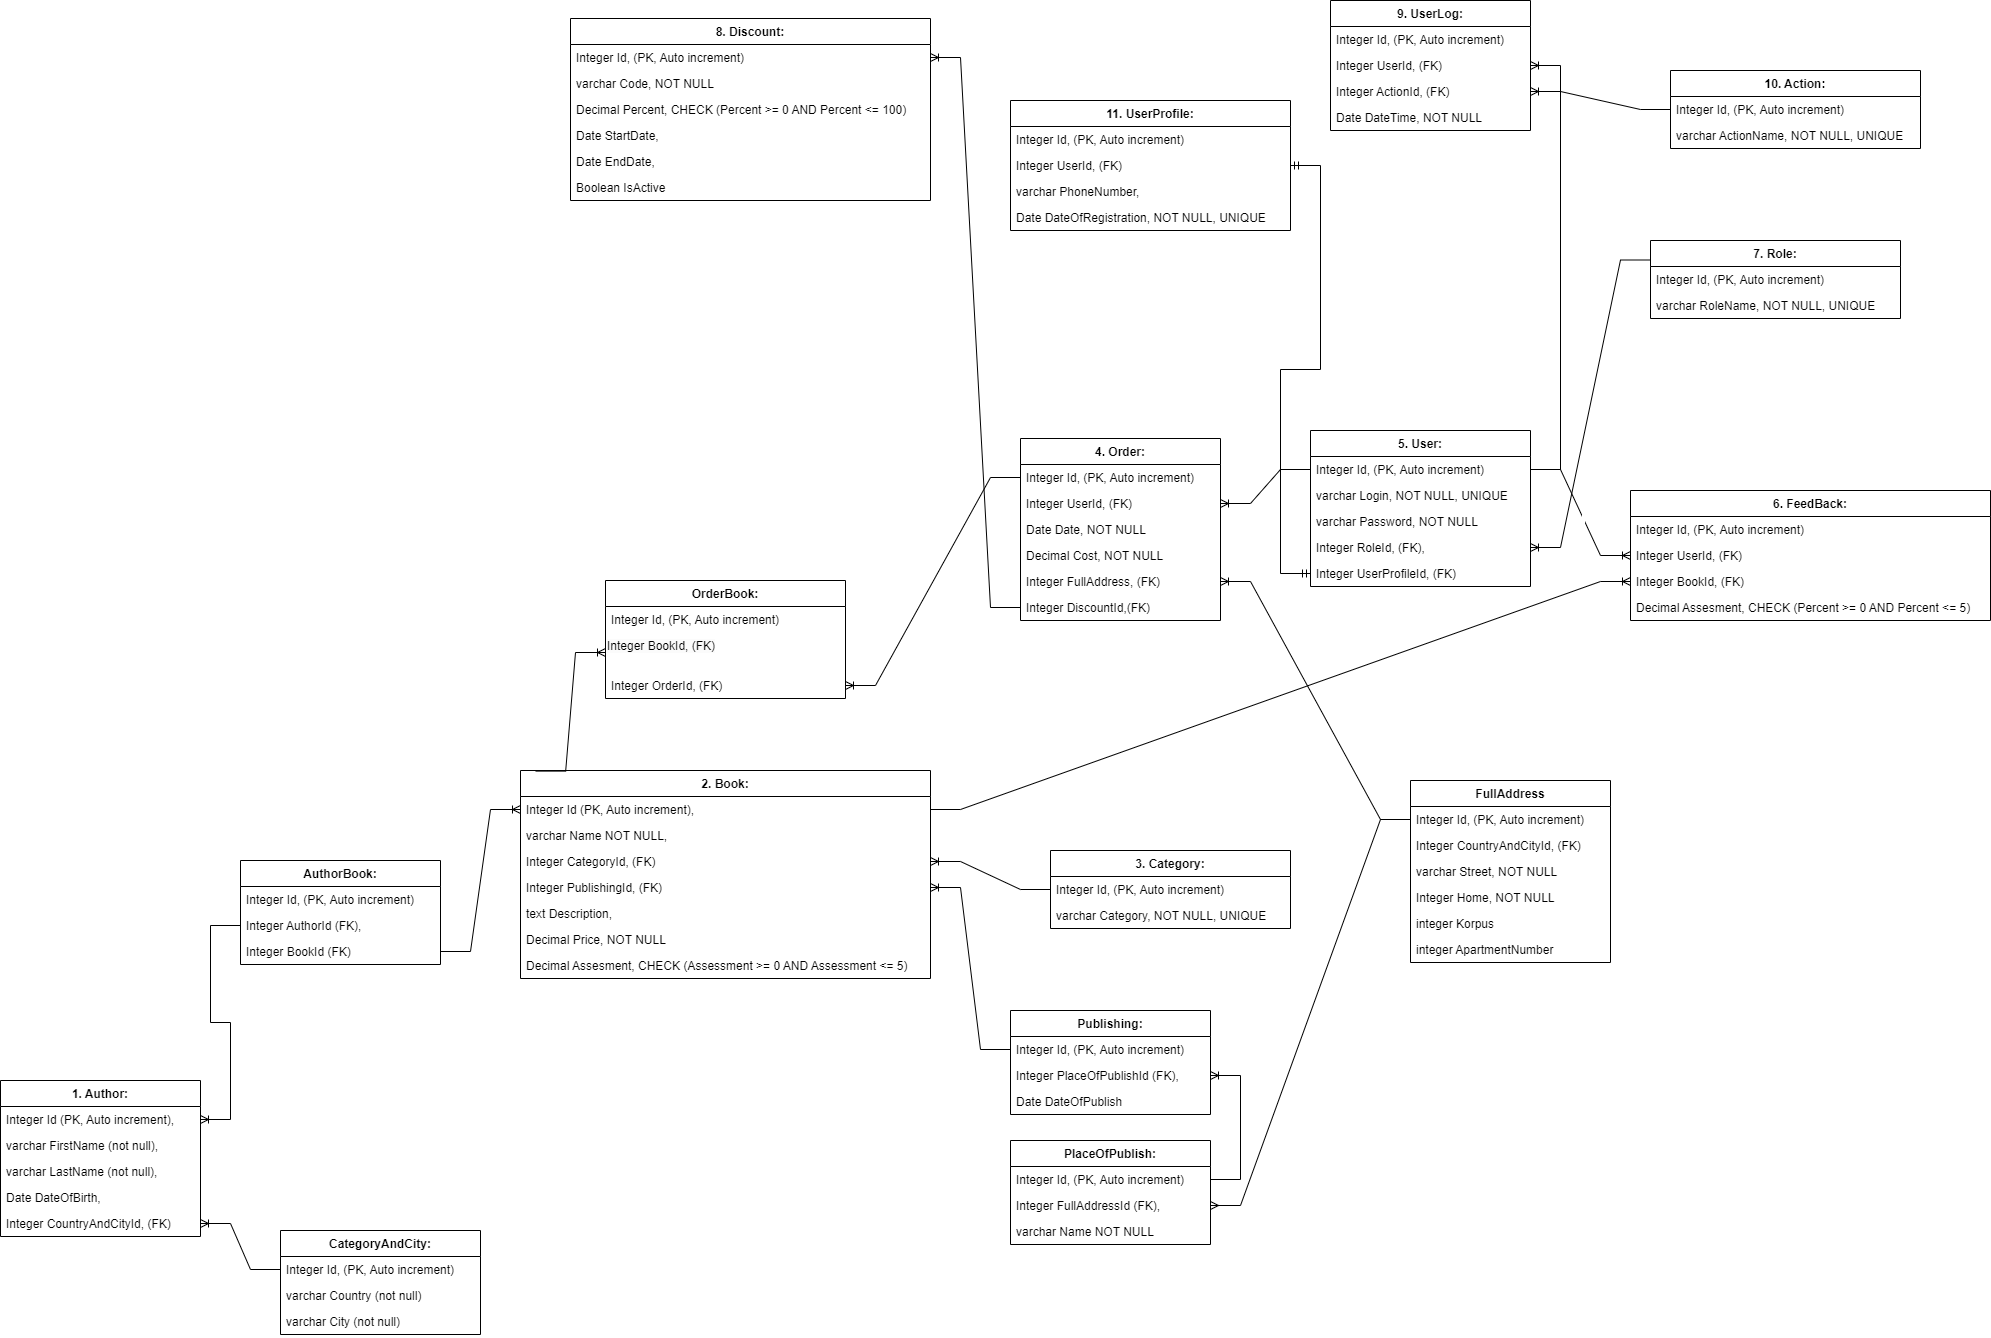 8. Discount:
Integer Id, (PK, Auto increment)
varchar Code, NOT NULL
Decimal Percent, CHECK (Percent >= 0 AND Percent <= 100)
Date StartDate,
Date EndDate,
Boolean IsActive
11. UserProfile:
Integer Id, (PK, Auto increment)
Integer UserId, (FK)
varchar PhoneNumber,
Date DateOfRegistration, NOT NULL, UNIQUE
9. UserLog:
Integer Id, (PK, Auto increment)
Integer UserId, (FK)
Integer ActionId, (FK)
Date DateTime, NOT NULL
10. Action:
Integer Id, (PK, Auto increment)
varchar ActionName, NOT NULL, UNIQUE
7. Role:
Integer Id, (PK, Auto increment)
varchar RoleName, NOT NULL, UNIQUE
4. Order:
Integer Id, (PK, Auto increment)
Integer UserId, (FK)
Date Date, NOT NULL
Decimal Cost, NOT NULL
Integer FullAddress, (FK)
Integer DiscountId,(FK)
5. User:
Integer Id, (PK, Auto increment)
varchar Login, NOT NULL, UNIQUE
varchar Password, NOT NULL
Integer RoleId, (FK),
Integer UserProfileId, (FK)
6. FeedBack:
Integer Id, (PK, Auto increment)
Integer UserId, (FK)
Integer BookId, (FK)
Decimal Assesment, CHECK (Percent >= 0 AND Percent <= 5)
OrderBook:
Integer Id, (PK, Auto increment)
Integer BookId, (FK)
Integer OrderId, (FK)
2. Book:
Integer Id (PK, Auto increment),
varchar Name NOT NULL,
Integer CategoryId, (FK)
Integer PublishingId, (FK)
text Description,
Decimal Price, NOT NULL
Decimal Assesment, CHECK (Assessment >= 0 AND Assessment <= 5)
FullAddress
Integer Id, (PK, Auto increment)
Integer CountryAndCityId, (FK)
varchar Street, NOT NULL
Integer Home, NOT NULL
integer Korpus
integer ApartmentNumber
3. Category:
Integer Id, (PK, Auto increment)
varchar Category, NOT NULL, UNIQUE
AuthorBook:
Integer Id, (PK, Auto increment)
Integer AuthorId (FK),
Integer BookId (FK)
Publishing:
Integer Id, (PK, Auto increment)
Integer PlaceOfPublishId (FK),
Date DateOfPublish
1. Author:
Integer Id (PK, Auto increment),
varchar FirstName (not null),
varchar LastName (not null),
Date DateOfBirth,
Integer CountryAndCityId, (FK)
PlaceOfPublish:
Integer Id, (PK, Auto increment)
Integer FullAddressId (FK),
varchar Name NOT NULL
CategoryAndCity:
Integer Id, (PK, Auto increment)
varchar Country (not null)
varchar City (not null)